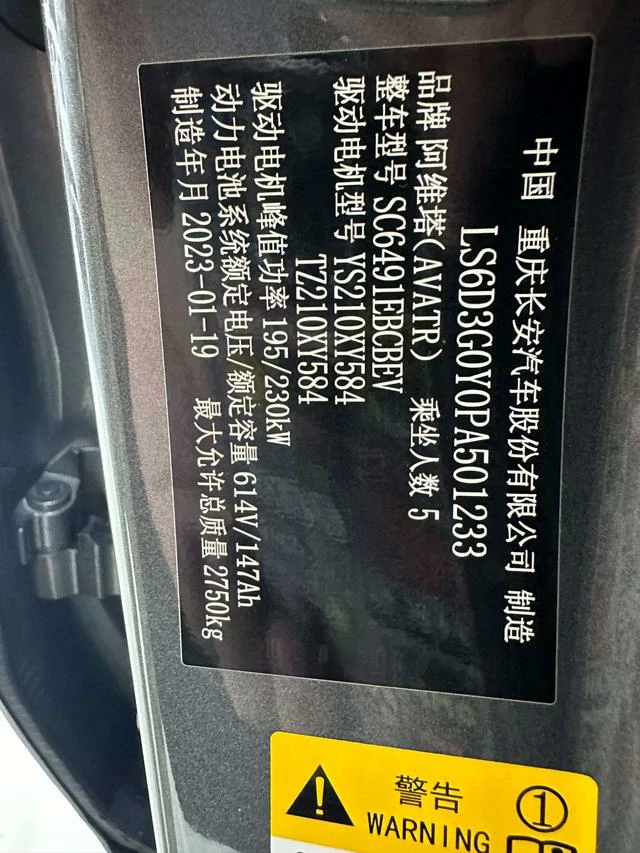 中国 重庆长安汽车股份有限公司 制造
LS6D3G0Y0PA501233
品牌 阿维塔(AVATR) 乘坐人数 5
整车型号 SC6491EBCBEV
驱动电机型号 YS210XY584
TZ210XY584
驱动电机峰值功率 195/230kW
动力电池系统额定电压/额定容量 614V/147Ah
制造年月 2023-01-19 最大允许总质量 2750kg
警告 ①
WARNING